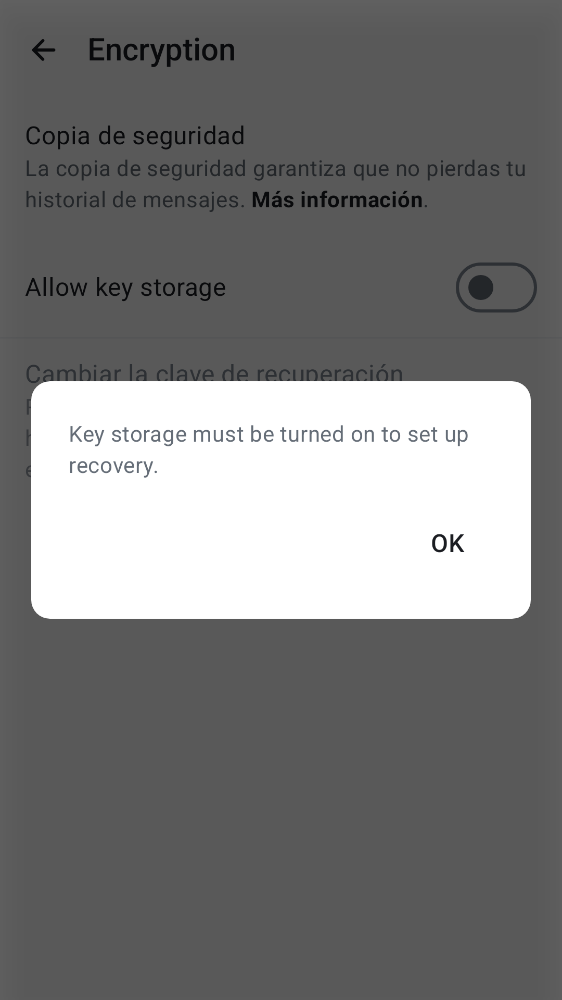 Encryption
Copia de seguridad
La copia de seguridad garantiza que no pierdas tu
historial de mensajes. Más información.
Allow key storage
Cambiar la clave de recuperación
Key storage must be turned on to set up
recovery.
OK